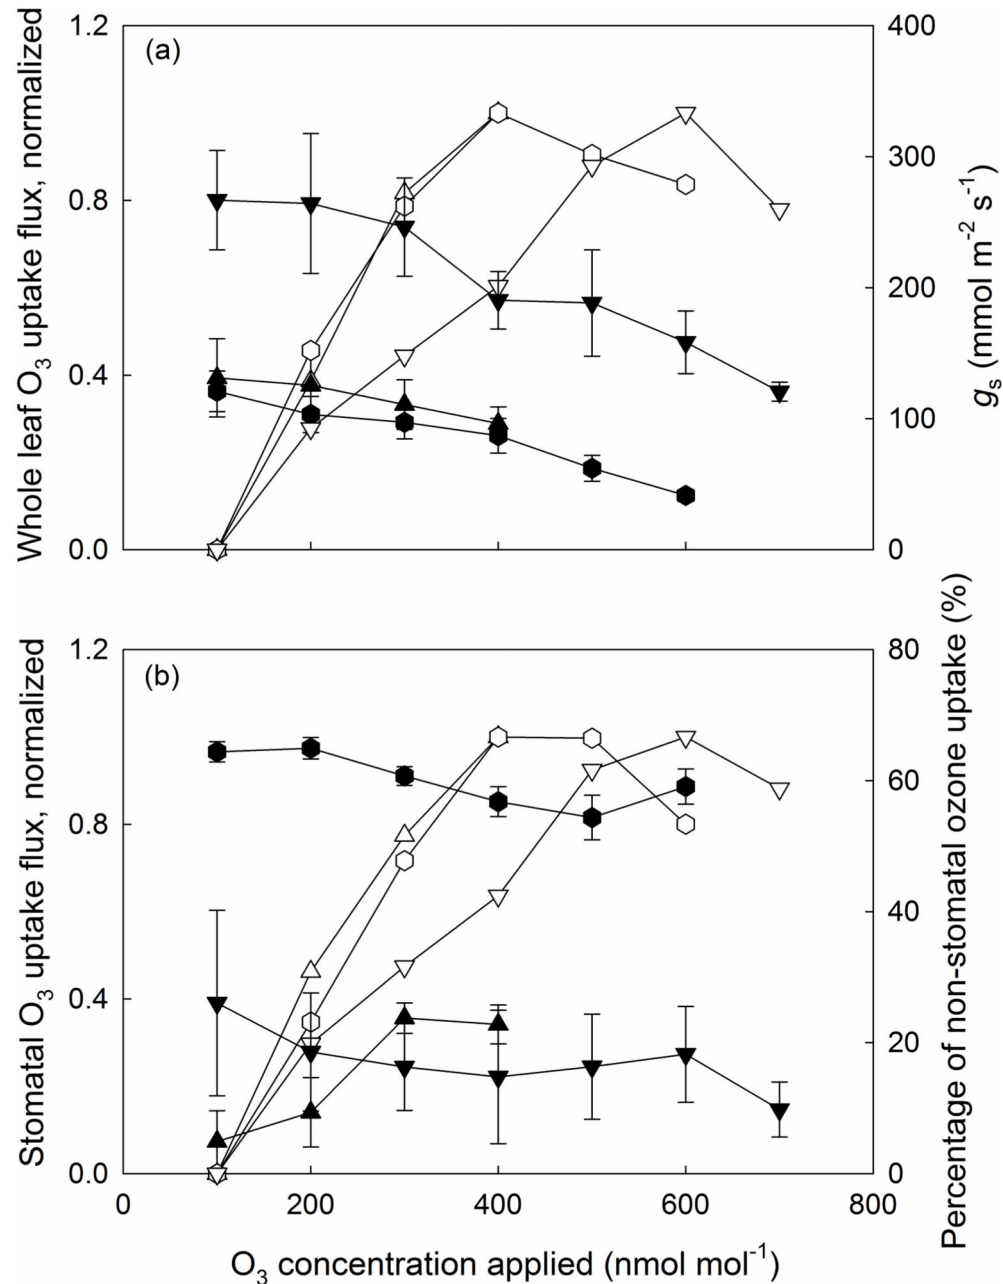 Whole leaf O₃ uptake flux, normalized
1.2
0.8
0.4
0.0
(a)
400
300
200
100
0
gₛ (mmol m⁻² s⁻¹)
Stomatal O₃ uptake flux, normalized
1.2
0.8
0.4
0.0
(b)
80
60
40
20
0
Percentage of non-stomatal ozone uptake (%)
0 200 400 600 800
O₃ concentration applied (nmol mol⁻¹)